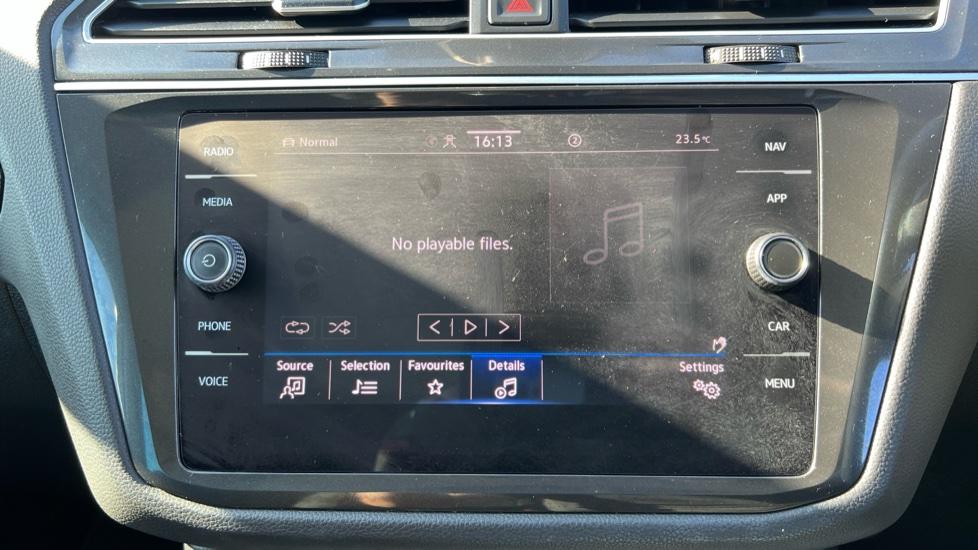 Normal 16:13 2 23.5°C
RADIO
MEDIA
PHONE
VOICE
No playable files.
Source Selection Favourites Details Settings
NAV
APP
CAR
MENU